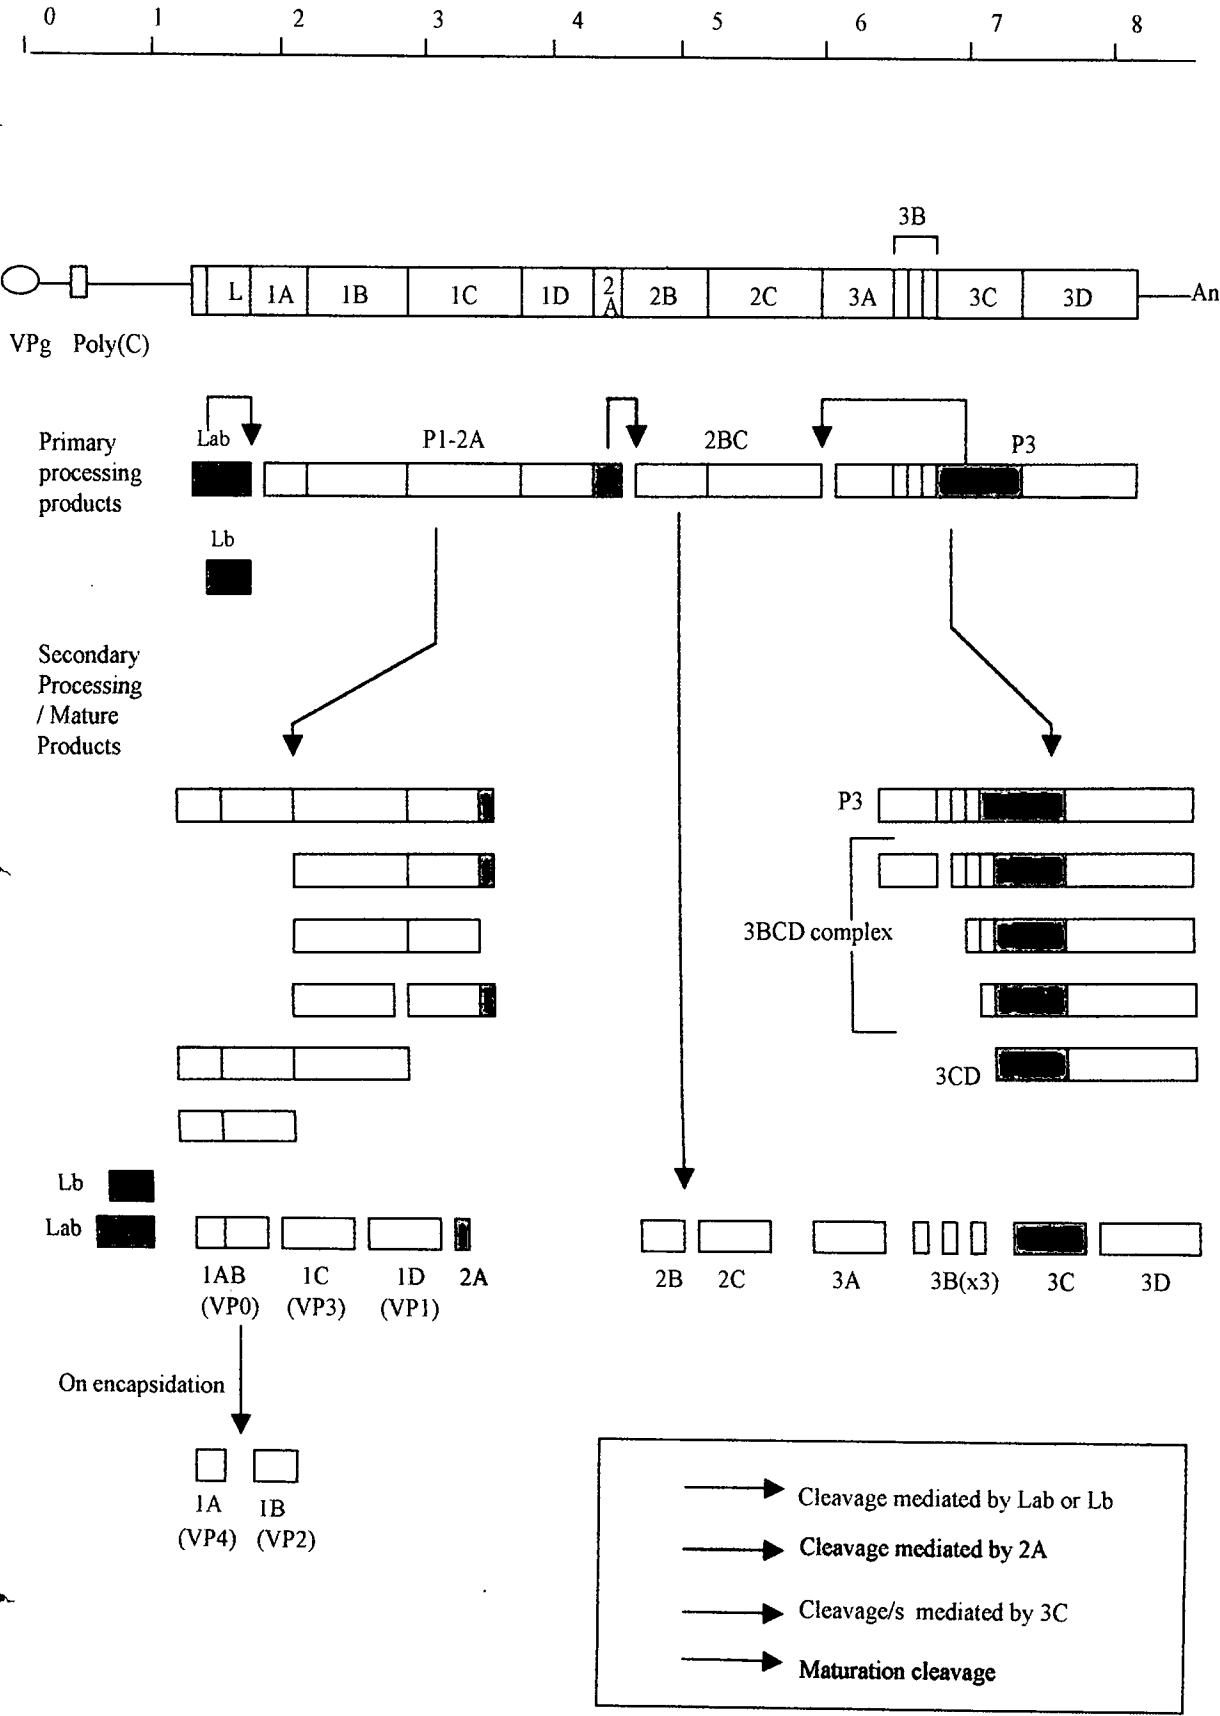 0 1 2 3 4 5 6 7 8
3B
L 1A 1B 1C 1D 2A 2B 2C 3A 3C 3D An
VPg Poly(C)
Primary
processing
products
Lab P1-2A 2BC P3
Lb
Secondary
Processing
/ Mature
Products
P3
3BCD complex
3CD
Lb
Lab
1AB 1C 1D 2A 2B 2C 3A 3B(x3) 3C 3D
(VP0) (VP3) (VP1)
On encapsidation
1A 1B
(VP4) (VP2)
Cleavage mediated by Lab or Lb
Cleavage mediated by 2A
Cleavage/s mediated by 3C
Maturation cleavage